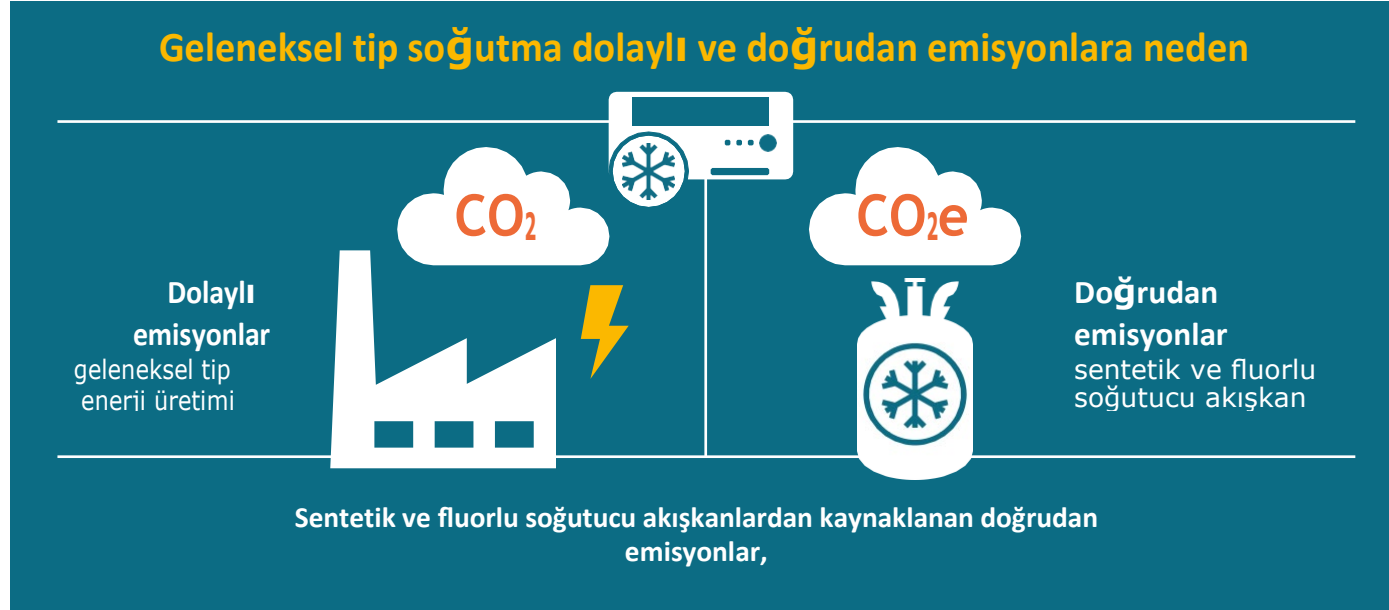 Geleneksel tip soğutma dolaylı ve doğrudan emisyonlara neden
CO₂
CO₂e
Dolaylı
emisyonlar
geleneksel tip
enerji üretimi
Doğrudan
emisyonlar
sentetik ve fluorlu
soğutucu akışkan
Sentetik ve fluorlu soğutucu akışkanlardan kaynaklanan doğrudan
emisyonlar,